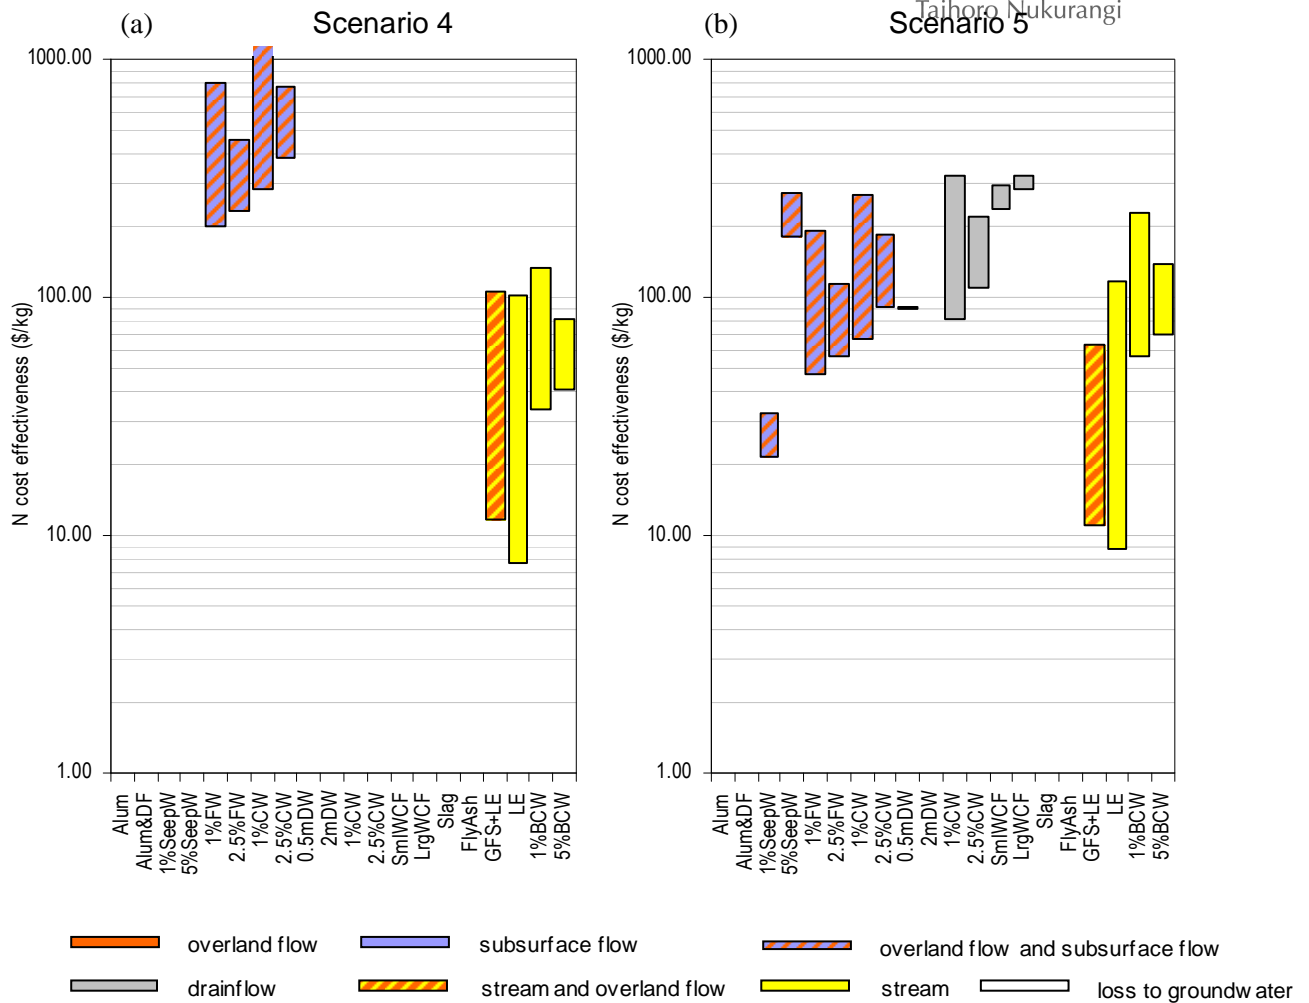 Taihoro Nukurangi
(a) Scenario 4
(b) Scenario 5
N cost effectiveness ($/kg)
1000.00
100.00
10.00
1.00
Alum
Alum&DF
1%SeepW
5%SeepW
1%FW
2.5%FW
1%CW
2.5%CW
0.5mDW
2mDW
1%CW
2.5%CW
SmlWCF
LrgWCF
Slag
FlyAsh
GFS+LE
LE
1%BCW
5%BCW
N cost effectiveness ($/kg)
1000.00
100.00
10.00
1.00
Alum
Alum&DF
1%SeepW
5%SeepW
1%FW
2.5%FW
1%CW
2.5%CW
0.5mDW
2mDW
1%CW
2.5%CW
SmlWCF
LrgWCF
Slag
FlyAsh
GFS+LE
LE
1%BCW
5%BCW
overland flow
subsurface flow
overland flow and subsurface flow
drainflow
stream and overland flow
stream
loss to groundwater